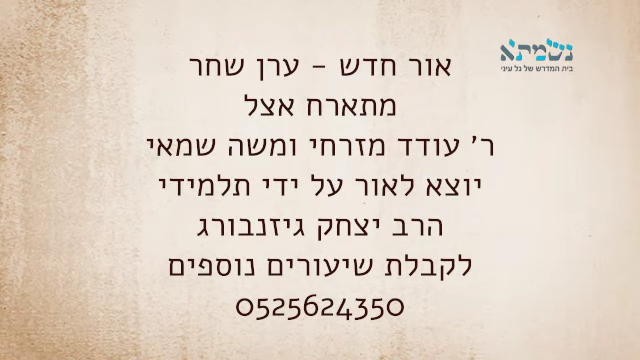 נשמתא
בית המדרש של גל עיני
אור חדש - ערן שחר
מתארח אצל
ר' עודד מזרחי ומשה שמאי
יוצא לאור על ידי תלמידי
הרב יצחק גיזנבורג
לקבלת שיעורים נוספים
0525624350